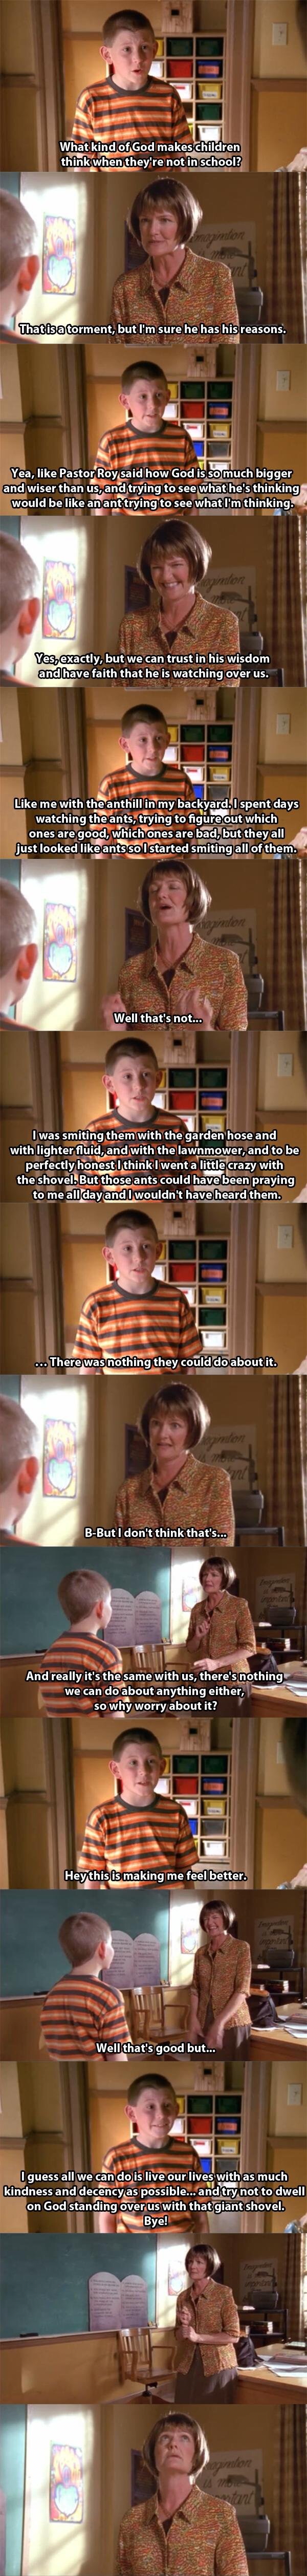 What kind of God makes children
think when they're not in school?
That is a torment, but I'm sure he has his reasons.
Yea, like Pastor Roy said how God is so much bigger
and wiser than us, and trying to see what he's thinking
would be like an ant trying to see what I'm thinking.
Yes, exactly, but we can trust in his wisdom
and have faith that he is watching over us.
Like me with the anthill in my backyard. I spent days
watching the ants, trying to figure out which
ones are good, which ones are bad, but they all
just looked like ants so I started smiting all of them.
Well that's not...
I was smiting them with the garden hose and
with lighter fluid, and with the lawnmower, and to be
perfectly honest I think I went a little crazy with
the shovel. But those ants could have been praying
to me all day and I wouldn't have heard them.
... There was nothing they could do about it.
B-But I don't think that's...
And really it's the same with us, there's nothing
we can do about anything either,
so why worry about it?
Hey this is making me feel better.
Well that's good but...
I guess all we can do is live our lives with as much
kindness and decency as possible... and try not to dwell
on God standing over us with that giant shovel.
Bye!